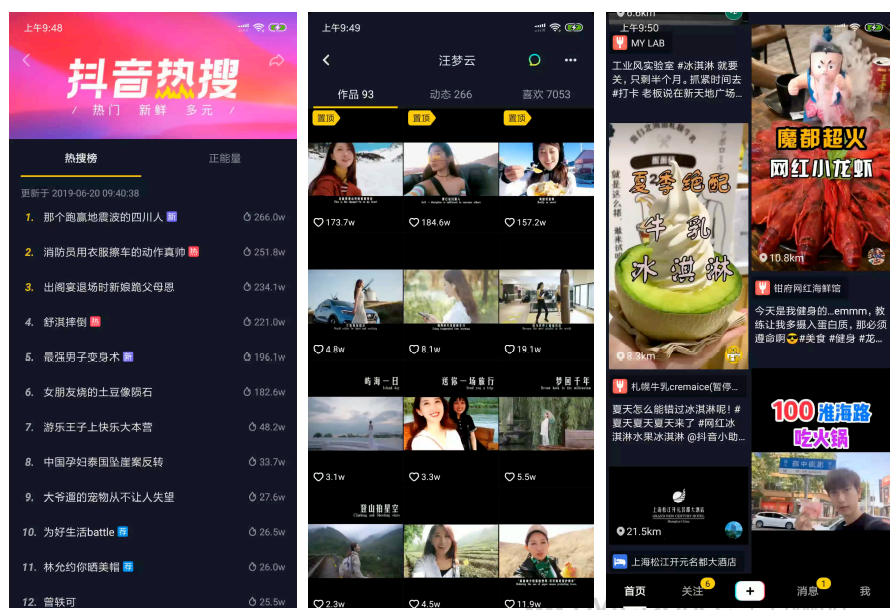 上午9:48
抖音热搜
/ 热门 新鲜 多元 /
热搜榜
正能量
更新于 2019-06-20 09:40:38
1. 那个跑赢地震波的四川人 新 266.0w
2. 消防员用衣服擦车的动作真帅 热 251.8w
3. 出阁宴退场时新娘跪父母恩 234.1w
4. 舒淇摔倒 热 221.0w
5. 最强男子变身术 新 196.1w
6. 女朋友烧的土豆像陨石 182.6w
7. 游乐王子上快乐大本营 48.2w
8. 中国孕妇泰国坠崖案反转 33.7w
9. 大爷遛的宠物从不让人失望 27.6w
10. 为好生活battle 荐 26.5w
11. 林允约你晒美帽 荐 26.0w
12. 曾轶可 25.5w
上午9:49
汪梦云
作品 93
动态 266
喜欢 7053
置顶
置顶
置顶
173.7w
184.6w
157.2w
4.8w
8.1w
19.1w
屿海一日
送你一场旅行
梦回千年
3.1w
3.3w
5.5w
登山拍星空
2.3w
4.5w
11.9w
6.6km
上午9:50
MY LAB
工业风实验室 #冰淇淋 就要
关，只剩半个月。抓紧时间去
#打卡 老板说在新天地广场...
夏季绝配
牛乳
冰淇淋
8.3km
札幌牛乳cremaice(暂停...
夏天怎么能错过冰淇淋呢！#
夏天夏天夏天来了 #网红冰
淇淋水果冰淇淋 @抖音小助...
上海松江开元名都大酒店
GRAND NEW CENTURY HOTEL
21.5km
上海松江开元名都大酒店
魔都超火
网红小龙虾
10.8km
钳府网红海鲜馆
今天是我健身的...emmm，教
练让我多摄入蛋白质，那必须
遵命啊😎#美食 #健身 #龙...
100 淮海路
吃火锅
首页
关注
6
+
消息
1
我